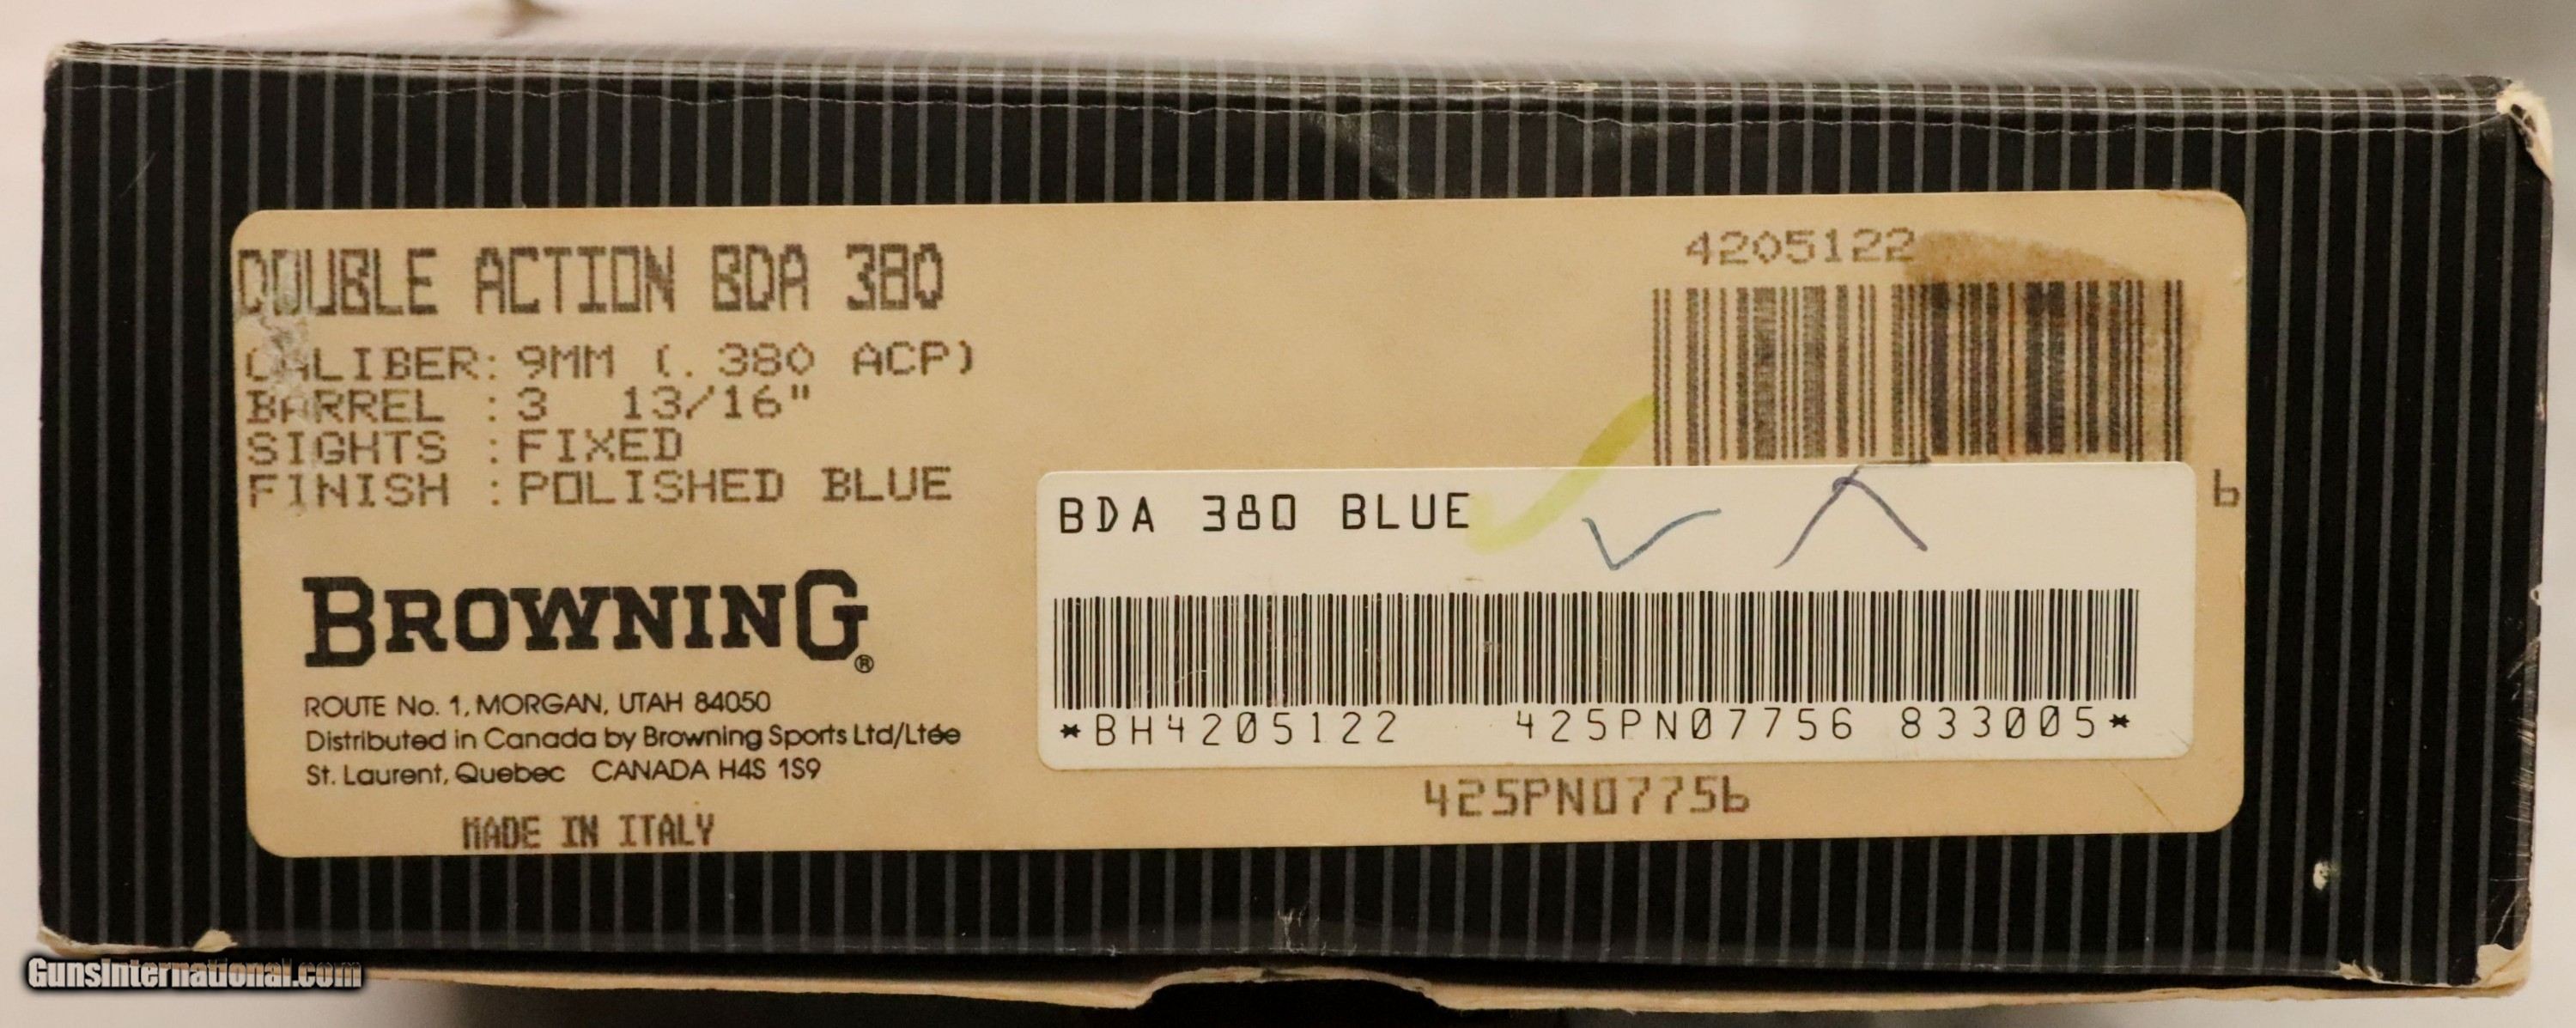 DOUBLE ACTION BDA 380
CALIBER: 9MM (.380 ACP)
BARREL : 3 13/16"
SIGHTS : FIXED
FINISH : POLISHED BLUE
BROWNING®
ROUTE No. 1, MORGAN, UTAH 84050
Distributed in Canada by Browning Sports Ltd/Ltée
St. Laurent, Quebec CANADA H4S 1S9
MADE IN ITALY
4205122
6
BDA 380 BLUE
*BH4205122 425PN07756 833005*
425PN07756
GunsInternational.com